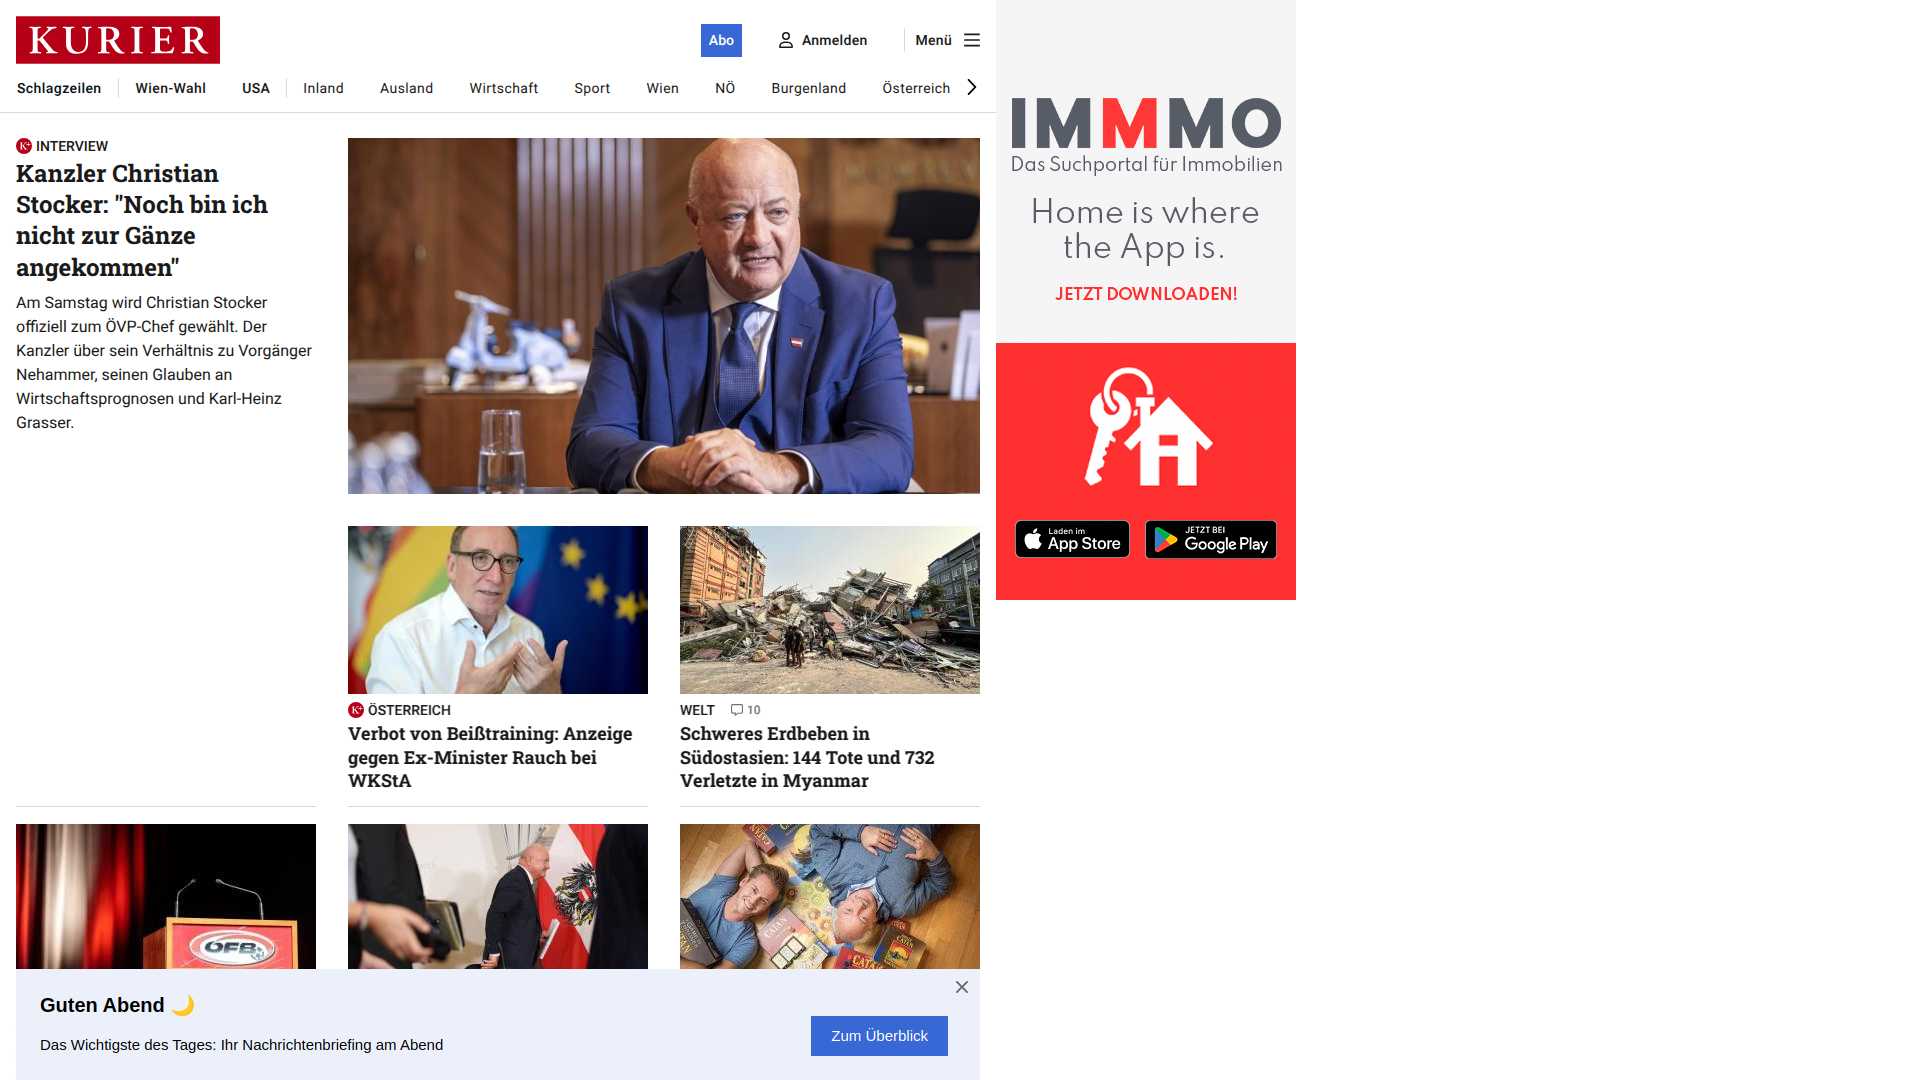 KURIER
Abo
Anmelden
Menü
Schlagzeilen
Wien-Wahl
USA
Inland
Ausland
Wirtschaft
Sport
Wien
NÖ
Burgenland
Österreich
K+ INTERVIEW
Kanzler Christian
Stocker: "Noch bin ich
nicht zur Gänze
angekommen"
Am Samstag wird Christian Stocker
offiziell zum ÖVP-Chef gewählt. Der
Kanzler über sein Verhältnis zu Vorgänger
Nehammer, seinen Glauben an
Wirtschaftsprognosen und Karl-Heinz
Grasser.
K+ ÖSTERREICH
Verbot von Beißtraining: Anzeige
gegen Ex-Minister Rauch bei
WKStA
WELT 10
Schweres Erdbeben in
Südostasien: 144 Tote und 732
Verletzte in Myanmar
ÖFB
CATAN
CATAN
CATAN
Guten Abend 🌙
Das Wichtigste des Tages: Ihr Nachrichtenbriefing am Abend
Zum Überblick
IMMMO
Das Suchportal für Immobilien
Home is where
the App is.
JETZT DOWNLOADEN!
Laden im
App Store
JETZT BEI
Google Play